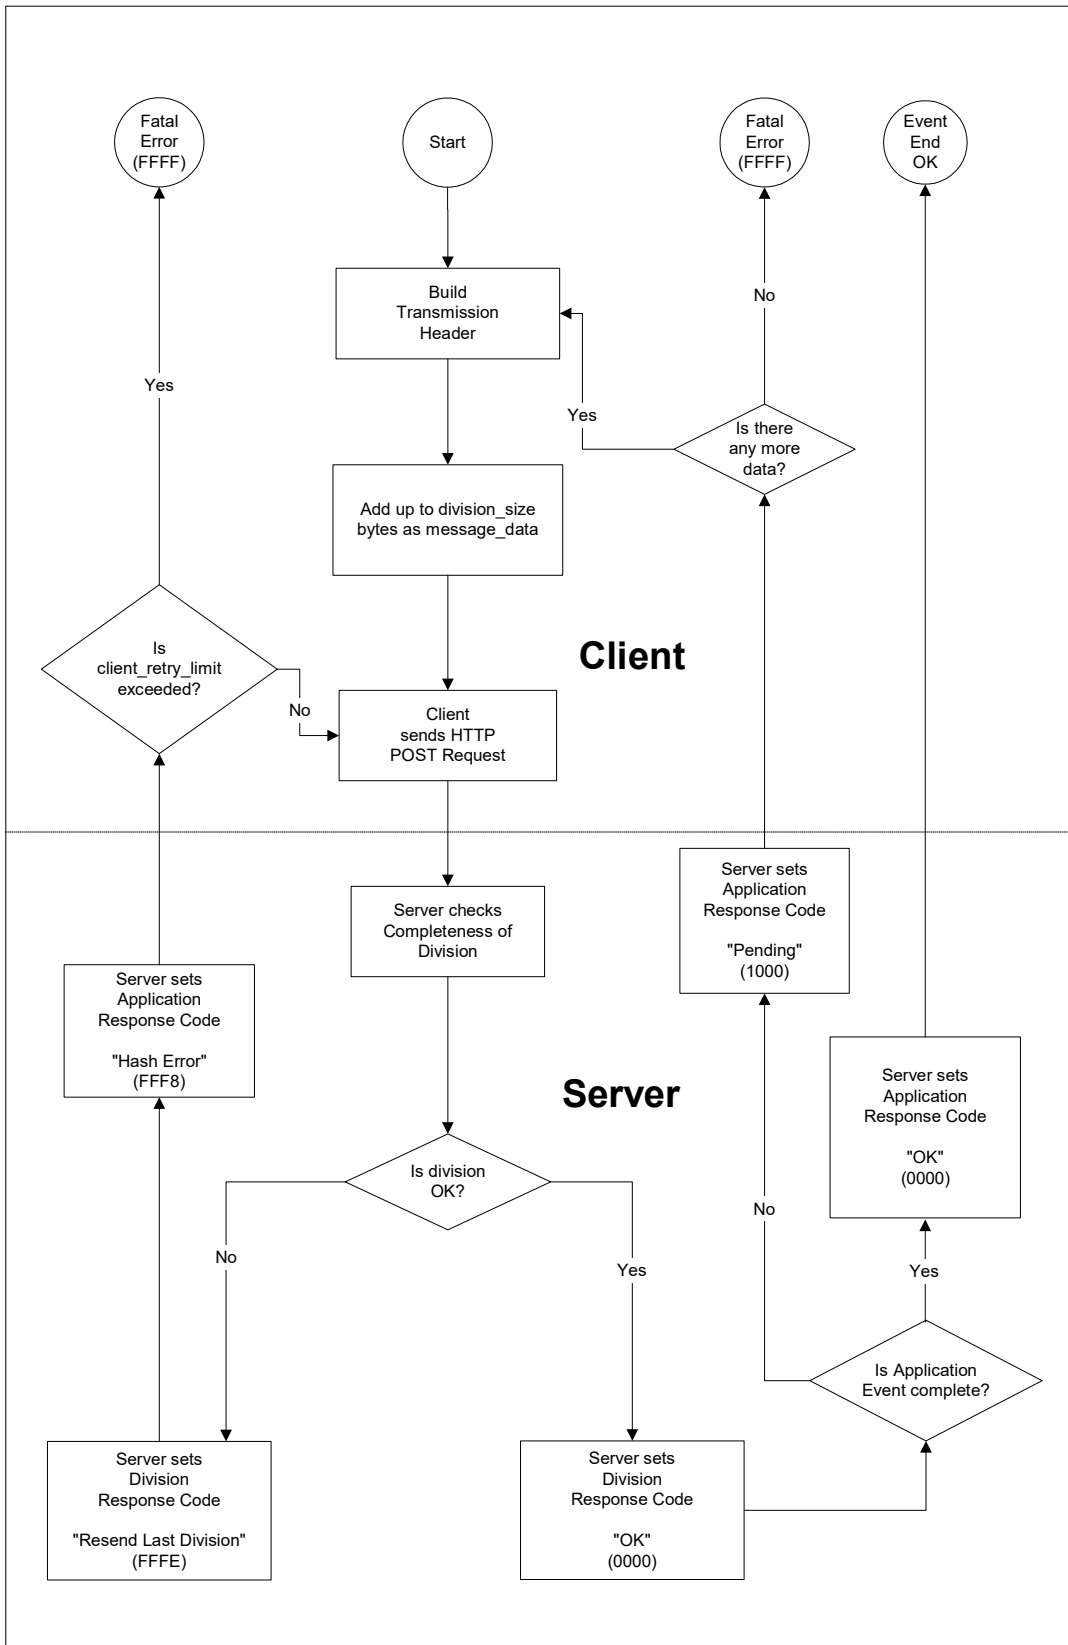 Fatal
Error
(FFFF)
Start
Fatal
Error
(FFFF)
Event
End
OK
Build
Transmission
Header
No
Yes
Yes
Is there
any more
data?
Add up to division_size
bytes as message_data
Is
client_retry_limit
exceeded?
Client
No
Client
sends HTTP
POST Request
Server sets
Application
Response Code
"Pending"
(1000)
Server checks
Completeness of
Division
Server sets
Application
Response Code
"Hash Error"
(FFF8)
Server
Server sets
Application
Response Code
"OK"
(0000)
Is division
OK?
No
No
Yes
Yes
Is Application
Event complete?
Server sets
Division
Response Code
"Resend Last Division"
(FFFE)
Server sets
Division
Response Code
"OK"
(0000)